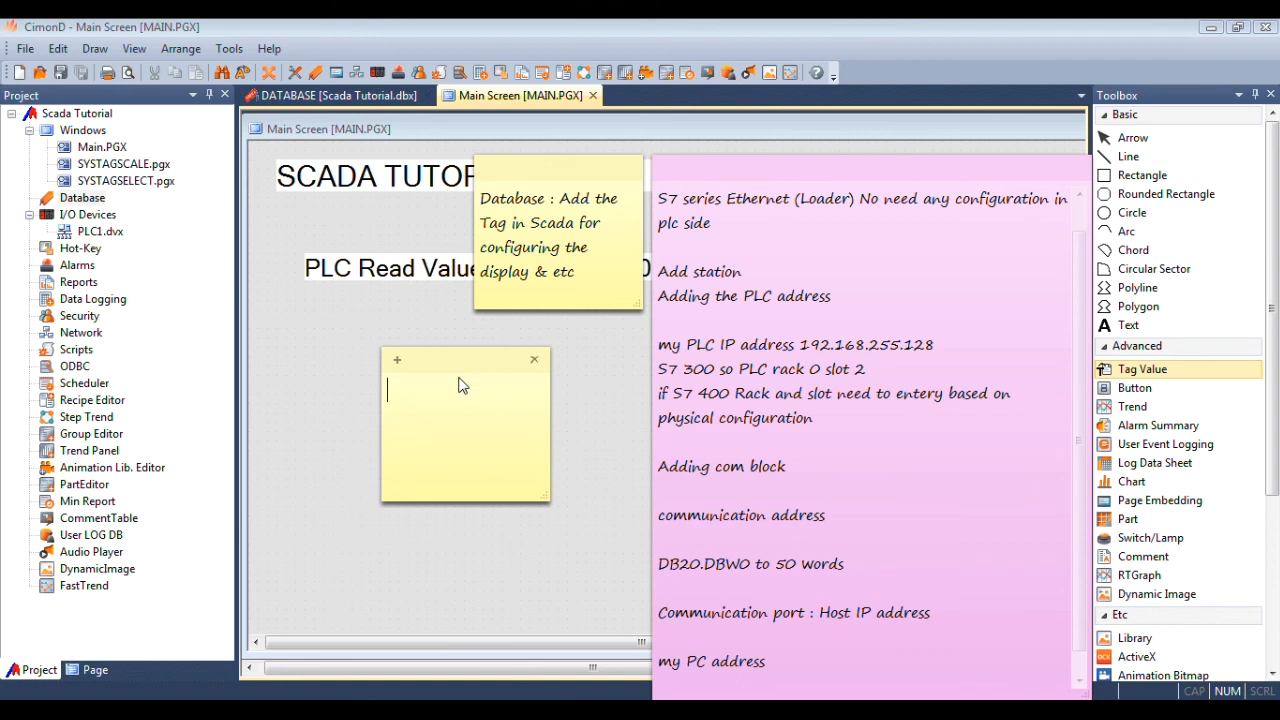 CimonD - Main Screen [MAIN.PGX]
File Edit Draw View Arrange Tools Help
Project
Scada Tutorial
Windows
Main.PGX
SYSTAGSCALE.pgx
SYSTAGSELECT.pgx
Database
I/O Devices
PLC1.dvx
Hot-Key
Alarms
Reports
Data Logging
Security
Network
Scripts
ODBC
Scheduler
Recipe Editor
Step Trend
Group Editor
Trend Panel
Animation Lib. Editor
PartEditor
Min Report
CommentTable
User LOG DB
Audio Player
DynamicImage
FastTrend
Project Page
DATABASE [Scada Tutorial.dbx] Main Screen [MAIN.PGX]
Main Screen [MAIN.PGX]
SCADA TUTOR
PLC Read Value 0
Database : Add the
Tag in Scada for
configuring the
display & etc
S7 series Ethernet (Loader) No need any configuration in
plc side
Add station
Adding the PLC address
my PLC IP address 192.168.255.128
S7 300 so PLC rack 0 slot 2
if S7 400 Rack and slot need to entery based on
physical configuration
Adding com block
communication address
DB20.DBW0 to 50 words
Communication port : Host IP address
my PC address
Toolbox
Basic
Arrow
Line
Rectangle
Rounded Rectangle
Circle
Arc
Chord
Circular Sector
Polyline
Polygon
A Text
Advanced
Tag Value
Button
Trend
Alarm Summary
User Event Logging
Log Data Sheet
Chart
Page Embedding
Part
Switch/Lamp
Comment
RTGraph
Dynamic Image
Etc
Library
ActiveX
Animation Bitmap
CAP NUM SCRL